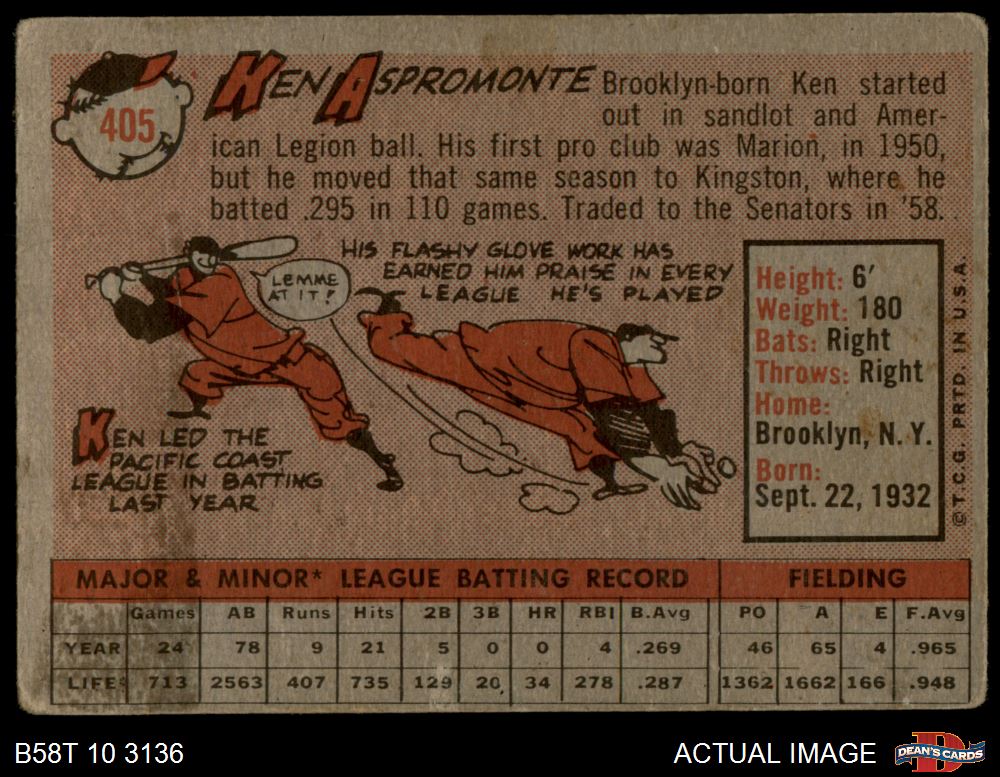 405
KEN ASPROMONTE
Brooklyn-born Ken started
out in sandlot and Amer-
ican Legion ball. His first pro club was Marion, in 1950,
but he moved that same season to Kingston, where he
batted .295 in 110 games. Traded to the Senators in '58.
LEMME
AT IT!
HIS FLASHY GLOVE WORK HAS
EARNED HIM PRAISE IN EVERY
LEAGUE HE'S PLAYED
KEN LED THE
PACIFIC COAST
LEAGUE IN BATTING
LAST YEAR
Height: 6'
Weight: 180
Bats: Right
Throws: Right
Home:
Brooklyn, N. Y.
Born:
Sept. 22, 1932
© T.C.G. PRTD. IN U.S.A.
MAJOR & MINOR* LEAGUE BATTING RECORD FIELDING
Games AB Runs Hits 2B 3B HR RBI B.Avg PO A E F.Avg
YEAR 24 78 9 21 5 0 0 4 .269 46 65 4 .965
LIFE* 713 2563 407 735 129 20 34 278 .287 1362 1662 166 .948
B58T 10 3136
ACTUAL IMAGE
D
DEAN'S CARDS